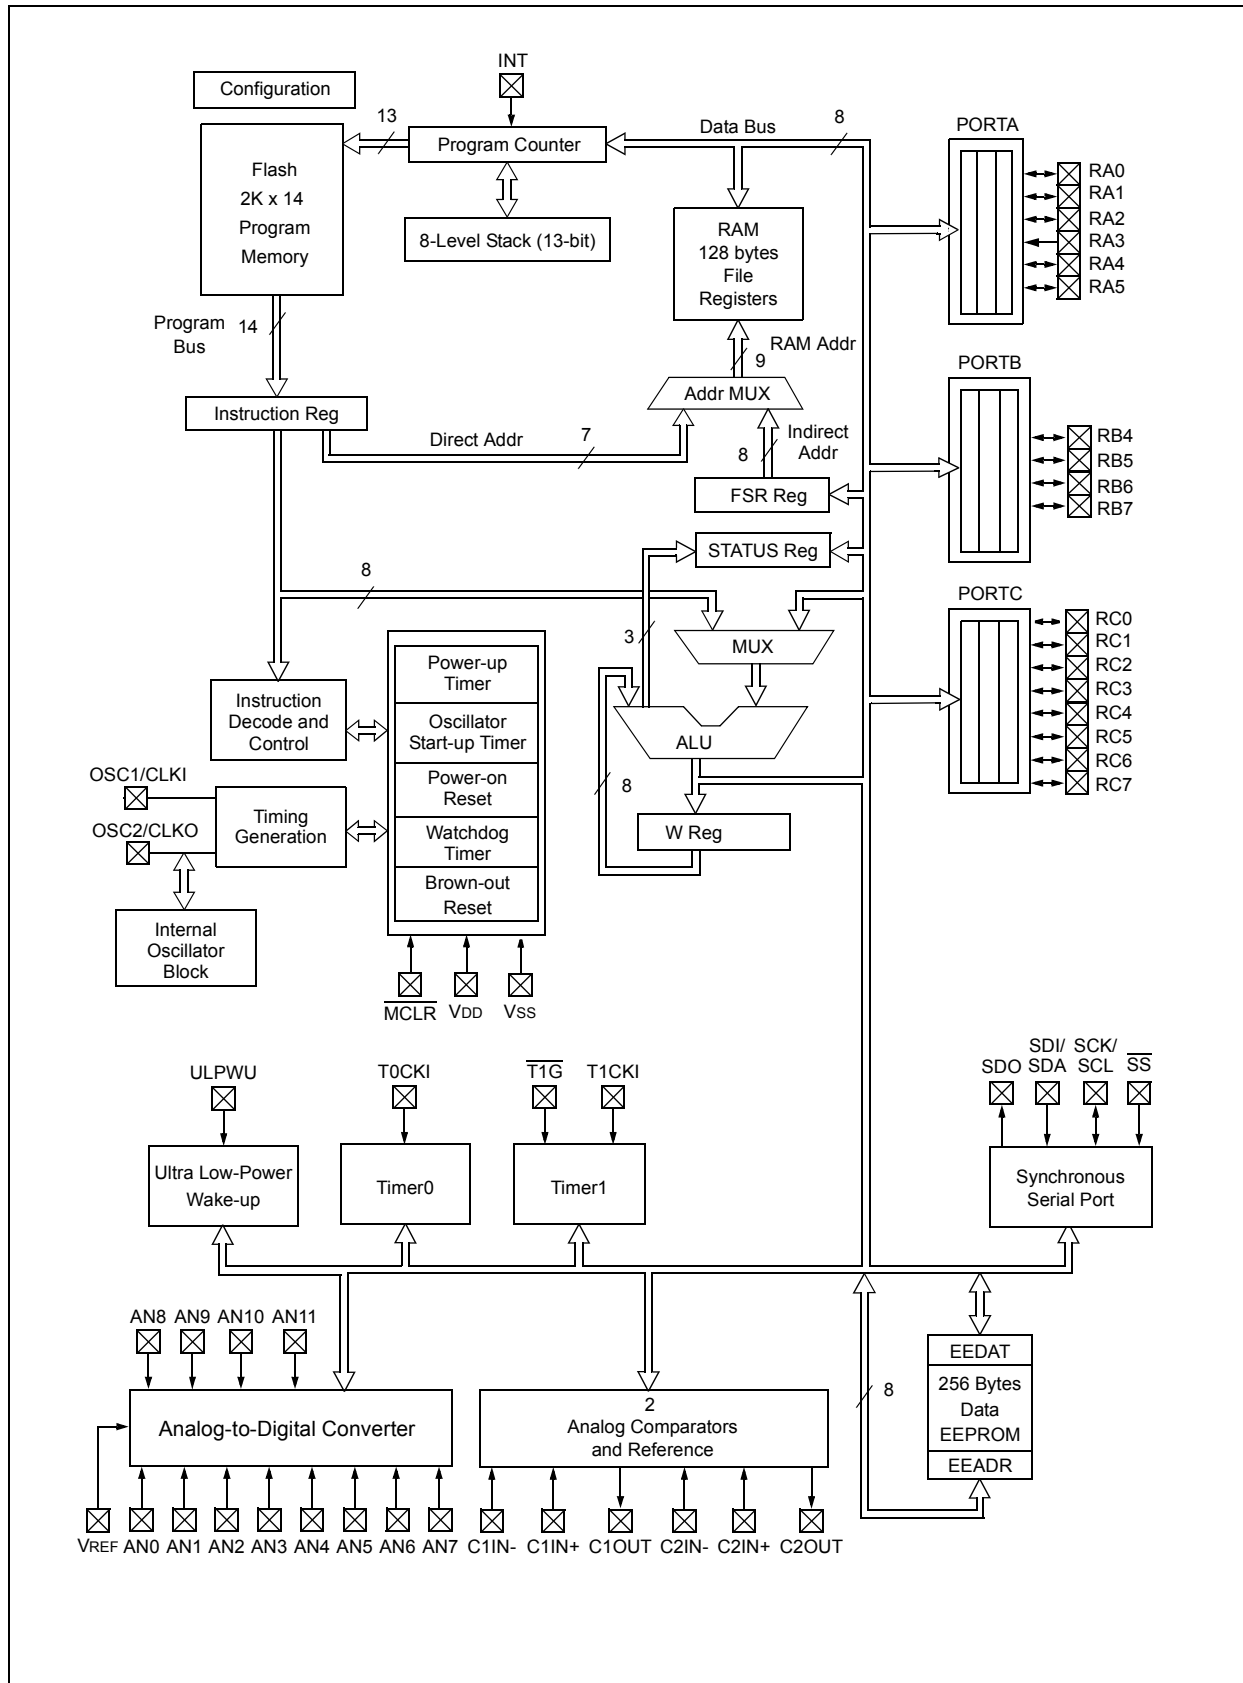 INT
Configuration
13
Data Bus
8
PORTA
Program Counter
Flash
2K x 14
Program
Memory
RA0
RA1
RA2
RA3
RA4
RA5
8-Level Stack (13-bit)
RAM
128 bytes
File
Registers
Program
Bus
14
RAM Addr
9
PORTB
Addr MUX
Instruction Reg
Direct Addr
7
8
Indirect
Addr
RB4
RB5
RB6
RB7
FSR Reg
STATUS Reg
8
PORTC
3
MUX
RC0
RC1
RC2
RC3
RC4
RC5
RC6
RC7
Power-up
Timer
Instruction
Decode and
Control
Oscillator
Start-up Timer
ALU
OSC1/CLKI
Power-on
Reset
8
Timing
Generation
OSC2/CLKO
Watchdog
Timer
W Reg
Brown-out
Reset
Internal
Oscillator
Block
MCLR
VDD
VSS
ULPWU
T0CKI
T1G
T1CKI
SDO
SDI/
SDA
SCK/
SCL
SS
Ultra Low-Power
Wake-up
Timer0
Timer1
Synchronous
Serial Port
AN8
AN9
AN10
AN11
EEDAT
256 Bytes
Data
EEPROM
EEADR
8
Analog-to-Digital Converter
2
Analog Comparators
and Reference
VREF
AN0
AN1
AN2
AN3
AN4
AN5
AN6
AN7
C1IN-
C1IN+
C1OUT
C2IN-
C2IN+
C2OUT